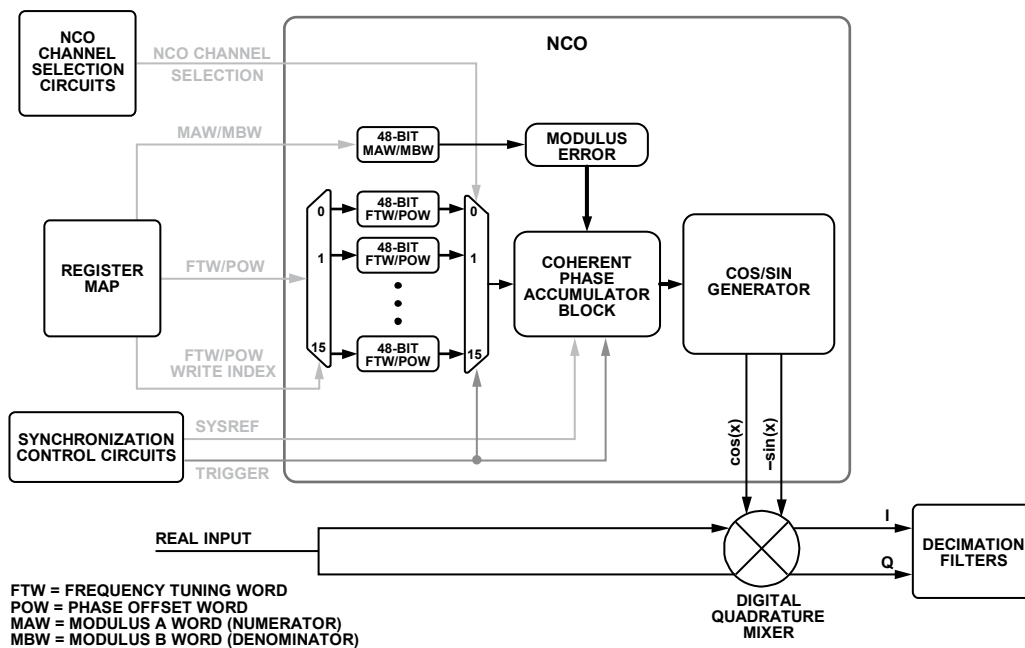 NCO
CHANNEL
SELECTION
CIRCUITS
NCO CHANNEL
SELECTION
NCO
MAW/MBW
48-BIT
MAW/MBW
MODULUS
ERROR
REGISTER
MAP
FTW/POW
FTW/POW
WRITE INDEX
0
1
15
48-BIT
FTW/POW
48-BIT
FTW/POW
48-BIT
FTW/POW
0
1
15
COHERENT
PHASE
ACCUMULATOR
BLOCK
COS/SIN
GENERATOR
SYNCHRONIZATION
CONTROL CIRCUITS
SYSREF
TRIGGER
cos(x)
–sin(x)
REAL INPUT
I
Q
DECIMATION
FILTERS
DIGITAL
QUADRATURE
MIXER
FTW = FREQUENCY TUNING WORD
POW = PHASE OFFSET WORD
MAW = MODULUS A WORD (NUMERATOR)
MBW = MODULUS B WORD (DENOMINATOR)